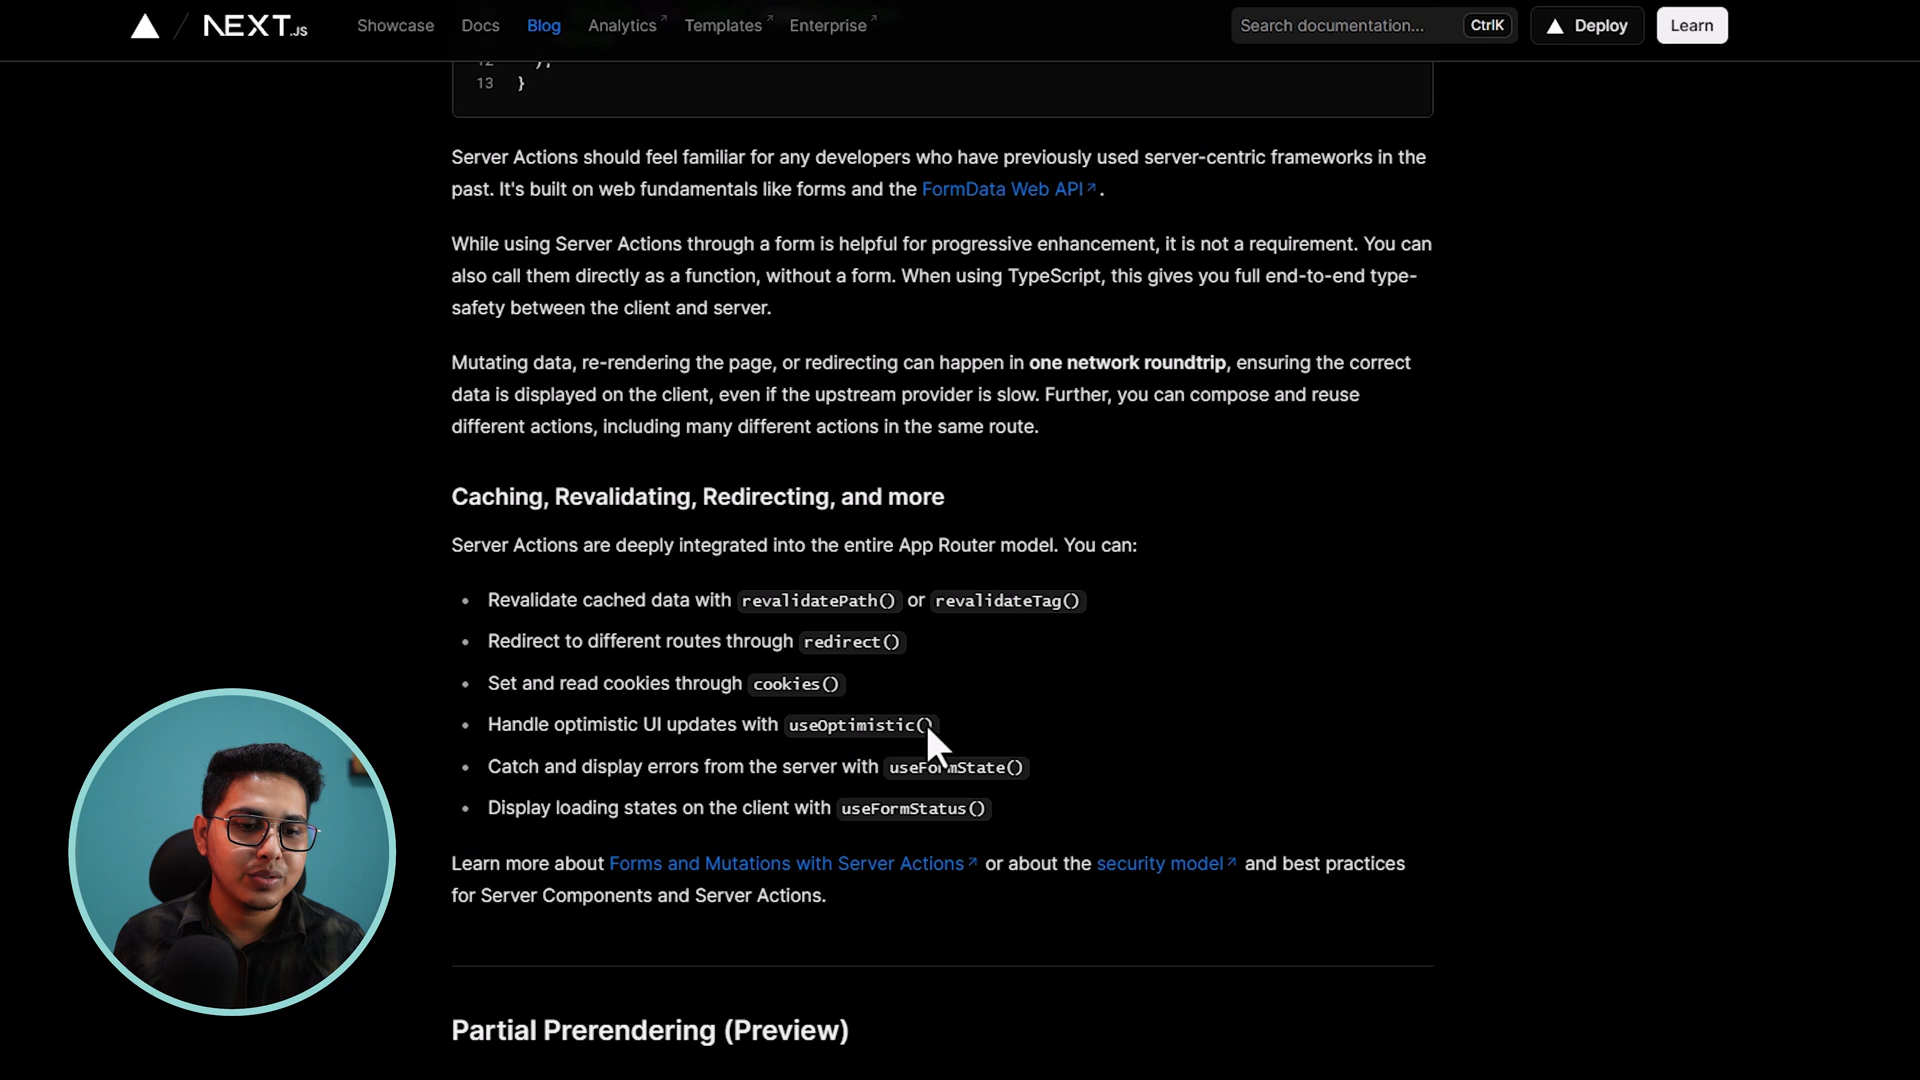 NEXT.JS
Showcase
Docs
Blog
Analytics
Templates
Enterprise
Search documentation...
CtrlK
Deploy
Learn
12 );
13 }
Server Actions should feel familiar for any developers who have previously used server-centric frameworks in the
past. It's built on web fundamentals like forms and the FormData Web API.
While using Server Actions through a form is helpful for progressive enhancement, it is not a requirement. You can
also call them directly as a function, without a form. When using TypeScript, this gives you full end-to-end type-
safety between the client and server.
Mutating data, re-rendering the page, or redirecting can happen in one network roundtrip, ensuring the correct
data is displayed on the client, even if the upstream provider is slow. Further, you can compose and reuse
different actions, including many different actions in the same route.
Caching, Revalidating, Redirecting, and more
Server Actions are deeply integrated into the entire App Router model. You can:
• Revalidate cached data with revalidatePath() or revalidateTag()
• Redirect to different routes through redirect()
• Set and read cookies through cookies()
• Handle optimistic UI updates with useOptimistic()
• Catch and display errors from the server with useFormState()
• Display loading states on the client with useFormStatus()
Learn more about Forms and Mutations with Server Actions or about the security model and best practices
for Server Components and Server Actions.
Partial Prerendering (Preview)